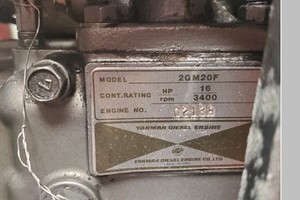 MODEL 2GM20F
CONT.RATING HP 16
rpm 3400
ENGINE NO.
YANMAR DIESEL ENGINE
YANMAR DIESEL ENGINE CO.,LTD.